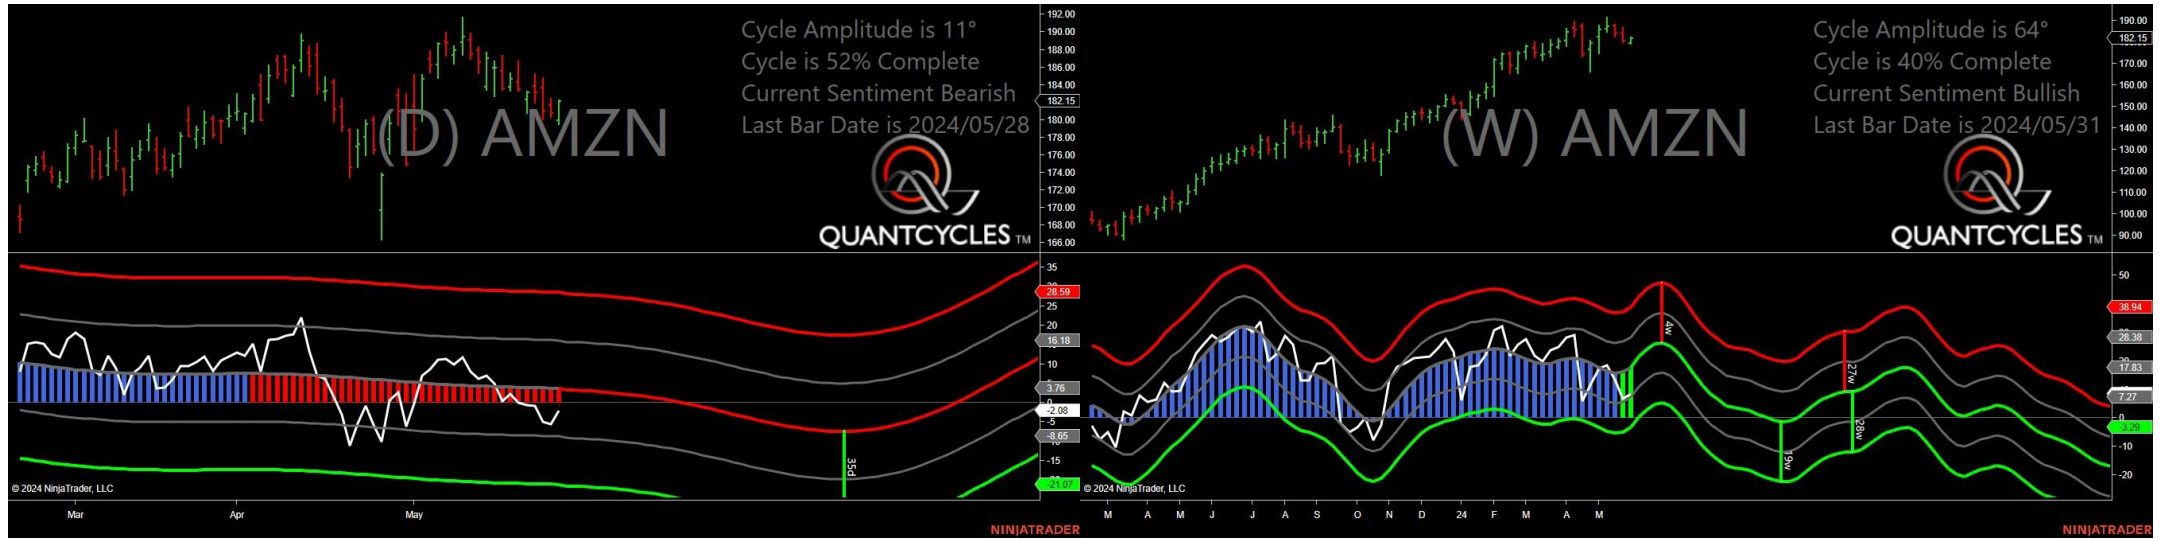 Cycle Amplitude is 11°
Cycle is 52% Complete
Current Sentiment Bearish
Last Bar Date is 2024/05/28
(D) AMZN
QUANTCYCLES TM
192.00
190.00
188.00
186.00
184.00
182.15
180.00
178.00
176.00
174.00
172.00
170.00
168.00
166.00
35
28.59
25
20
16.18
10
3.76
-2.08
-5
-8.65
-15
-21.07
35d
© 2024 NinjaTrader, LLC
Mar Apr May
NINJATRADER
Cycle Amplitude is 64°
Cycle is 40% Complete
Current Sentiment Bullish
Last Bar Date is 2024/05/31
(W) AMZN
QUANTCYCLES TM
190.00
182.15
170.00
160.00
150.00
140.00
130.00
120.00
110.00
100.00
90.00
50
38.94
28.38
17.83
7.27
0
-3.29
-10
-20
4w
27w
28w
19w
© 2024 NinjaTrader, LLC
M A M J J A S O N D 24 F M A M
NINJATRADER